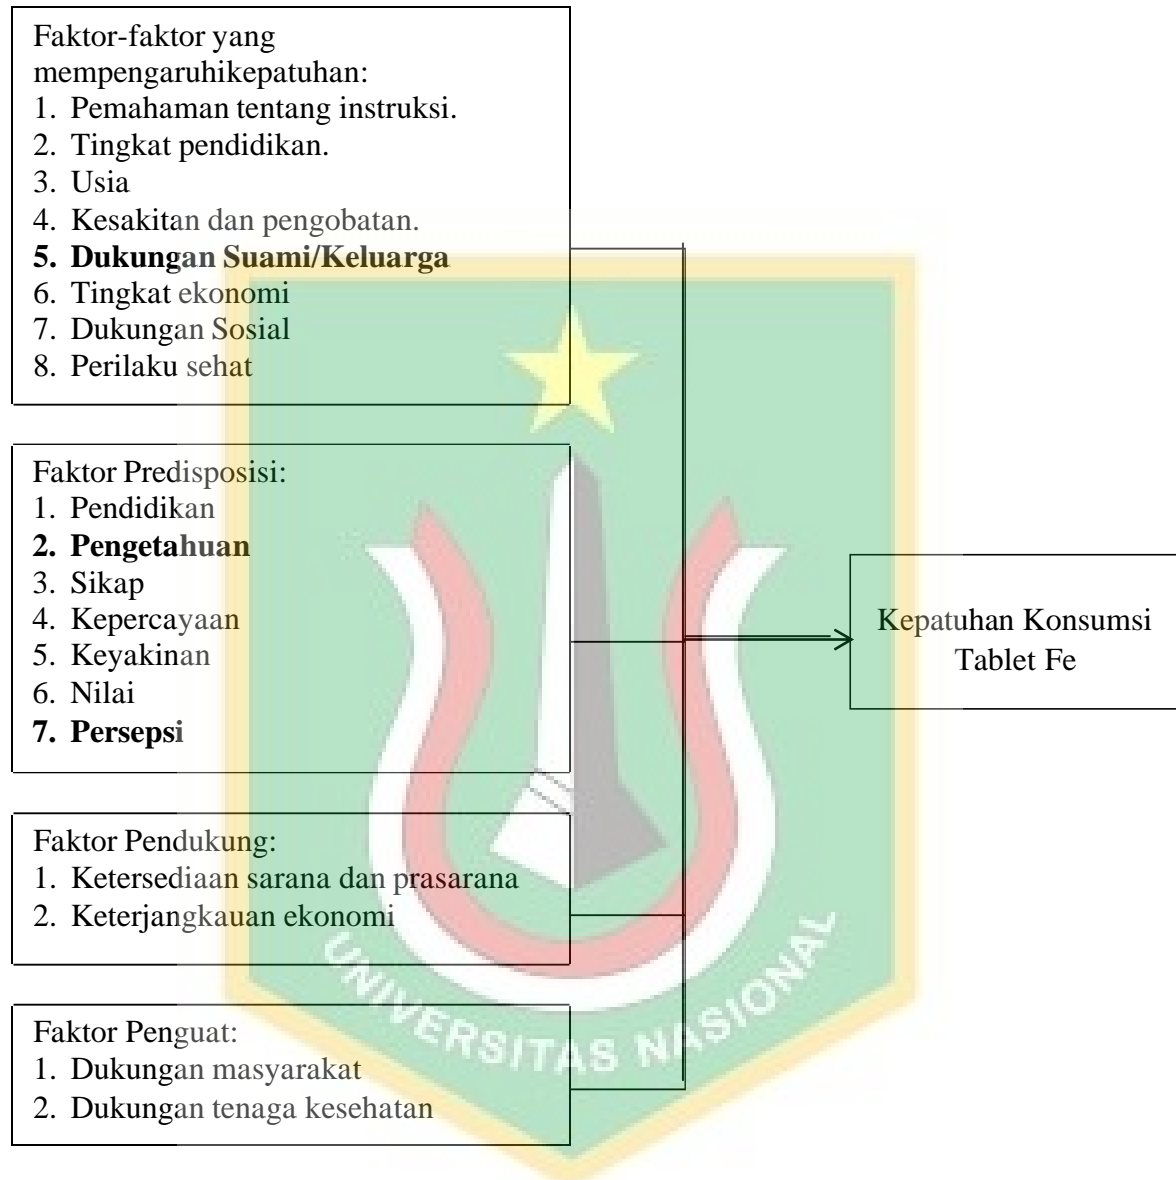 Faktor-faktor yang
mempengaruhikepatuhan:
1. Pemahaman tentang instruksi.
2. Tingkat pendidikan.
3. Usia
4. Kesakitan dan pengobatan.
5. Dukungan Suami/Keluarga
6. Tingkat ekonomi
7. Dukungan Sosial
8. Perilaku sehat
Faktor Predisposisi:
1. Pendidikan
2. Pengetahuan
3. Sikap
4. Kepercayaan
5. Keyakinan
6. Nilai
7. Persepsi
Kepatuhan Konsumsi
Tablet Fe
Faktor Pendukung:
1. Ketersediaan sarana dan prasarana
2. Keterjangkauan ekonomi
Faktor Penguat:
1. Dukungan masyarakat
2. Dukungan tenaga kesehatan
UNIVERSITAS NASIONAL